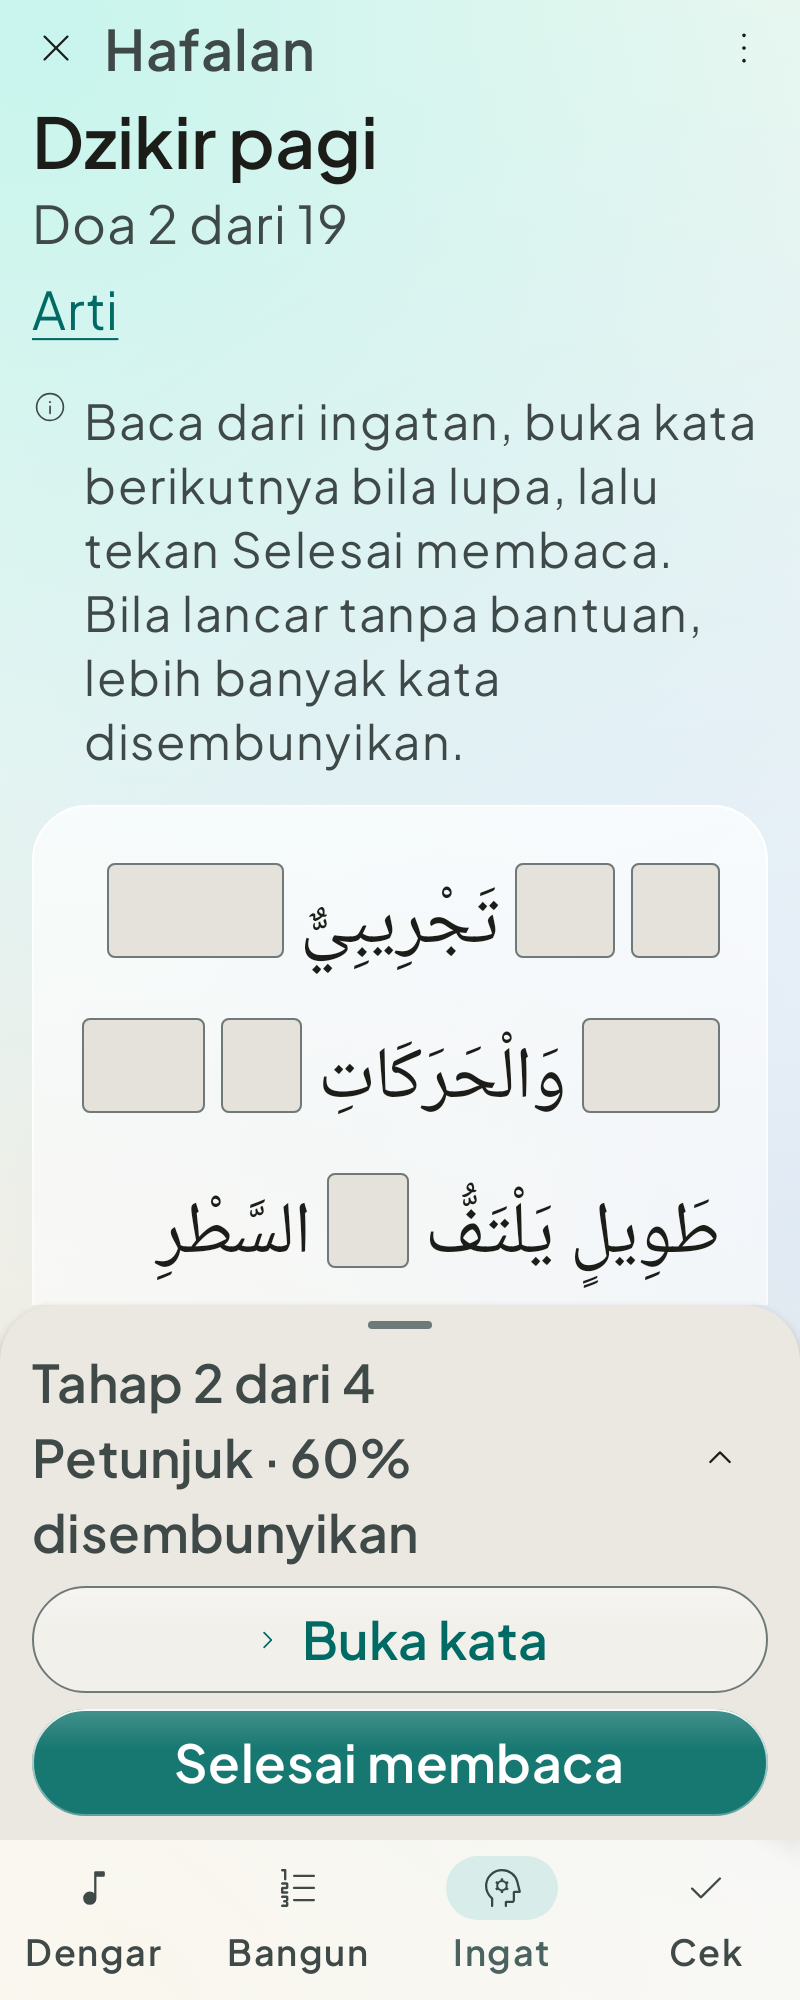 Hafalan
Dzikir pagi
Doa 2 dari 19
Arti
Baca dari ingatan, buka kata
berikutnya bila lupa, lalu
tekan Selesai membaca.
Bila lancar tanpa bantuan,
lebih banyak kata
disembunyikan.
تَجْرِيبِيٌّ
وَالْحَرَكَاتِ
طَوِيلٍ يَلْتَفُّ السَّطْرِ
Tahap 2 dari 4
Petunjuk · 60%
disembunyikan
Buka kata
Selesai membaca
Dengar
Bangun
Ingat
Cek